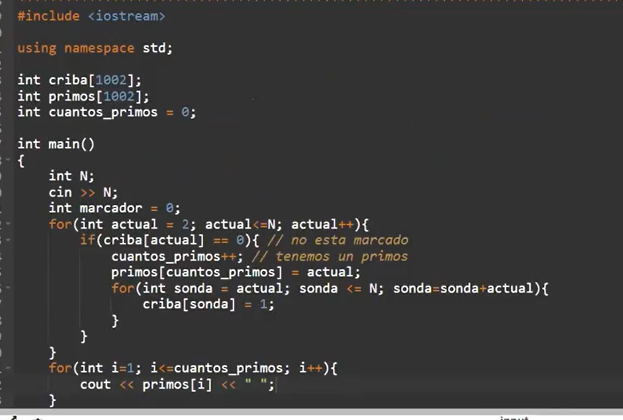 #include <iostream>
using namespace std;
int criba[1002];
int primos[1002];
int cuantos_primos = 0;
int main()
{
int N;
cin >> N;
int marcador = 0;
for(int actual = 2; actual<=N; actual++){
if(criba[actual] == 0){ // no esta marcado
cuantos_primos++; // tenemos un primos
primos[cuantos_primos] = actual;
for(int sonda = actual; sonda <= N; sonda=sonda+actual){
criba[sonda] = 1;
}
}
}
for(int i=1; i<=cuantos_primos; i++){
cout << primos[i] << " ";
}
input